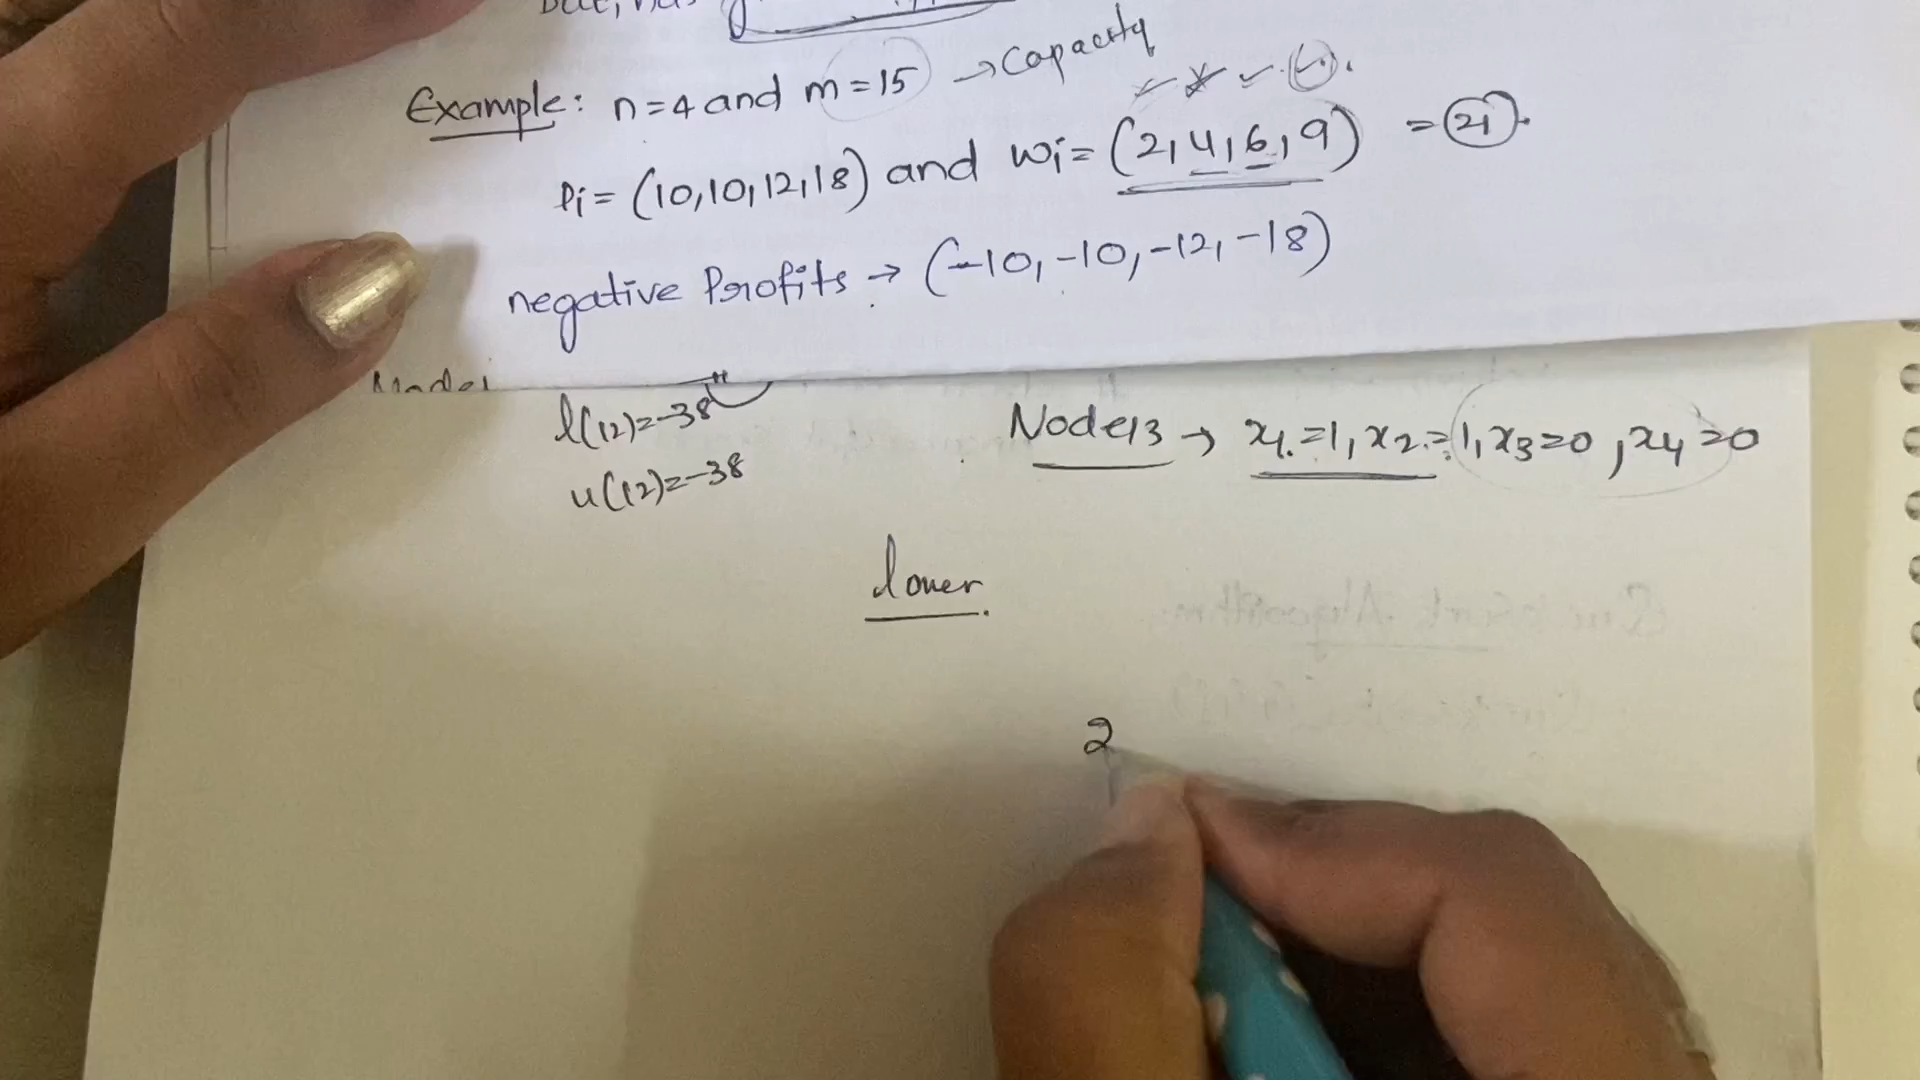 Example: n=4 and m=15 → Capacity
Pi = (10,10,12,18) and wi= (2,4,6,9) = 21.
negative Profits → (-10, -10, -12, -18)
l(12)=-38
u(12)=-38
Node13 → x1=1, x2=1, x3=0, x4=0
lower
2